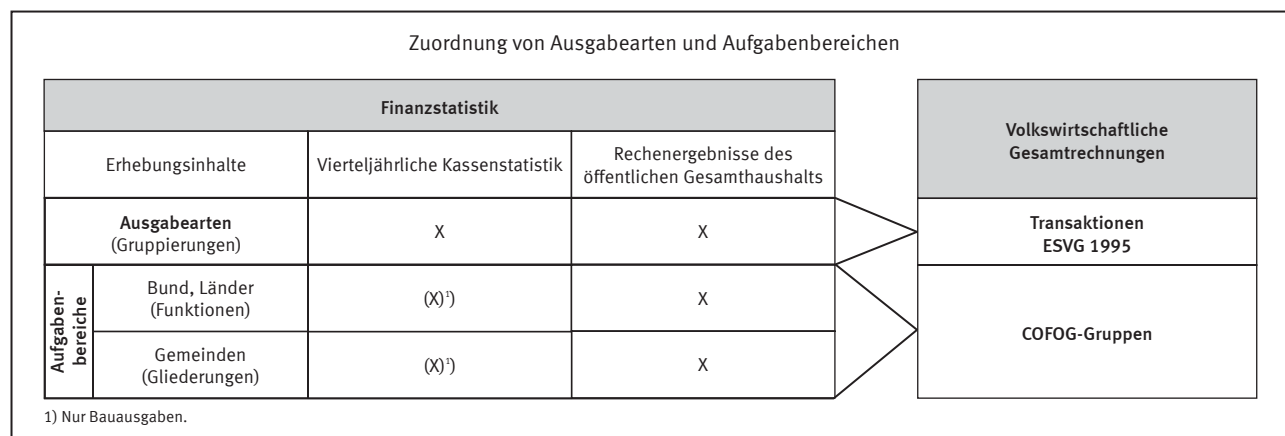 Zuordnung von Ausgabearten und Aufgabenbereichen
Finanzstatistik
Volkswirtschaftliche
Gesamtrechnungen
Erhebungsinhalte
Vierteljährliche Kassenstatistik
Rechenergebnisse des
öffentlichen Gesamthaushalts
Ausgabearten
(Gruppierungen)
X
X
Transaktionen
ESVG 1995
Aufgaben-
bereiche
Bund, Länder
(Funktionen)
(X)¹)
X
COFOG-Gruppen
Gemeinden
(Gliederungen)
(X)¹)
X
1) Nur Bauausgaben.